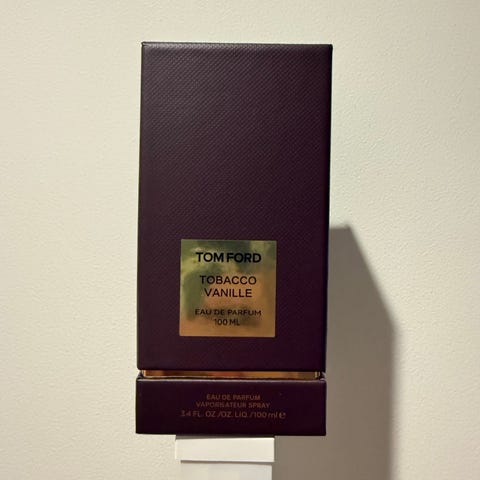 TOM FORD
TOBACCO
VANILLE
EAU DE PARFUM
100 ML
EAU DE PARFUM
VAPORISATEUR SPRAY
3.4 FL. OZ./OZ. LIQ./100 ml ℮